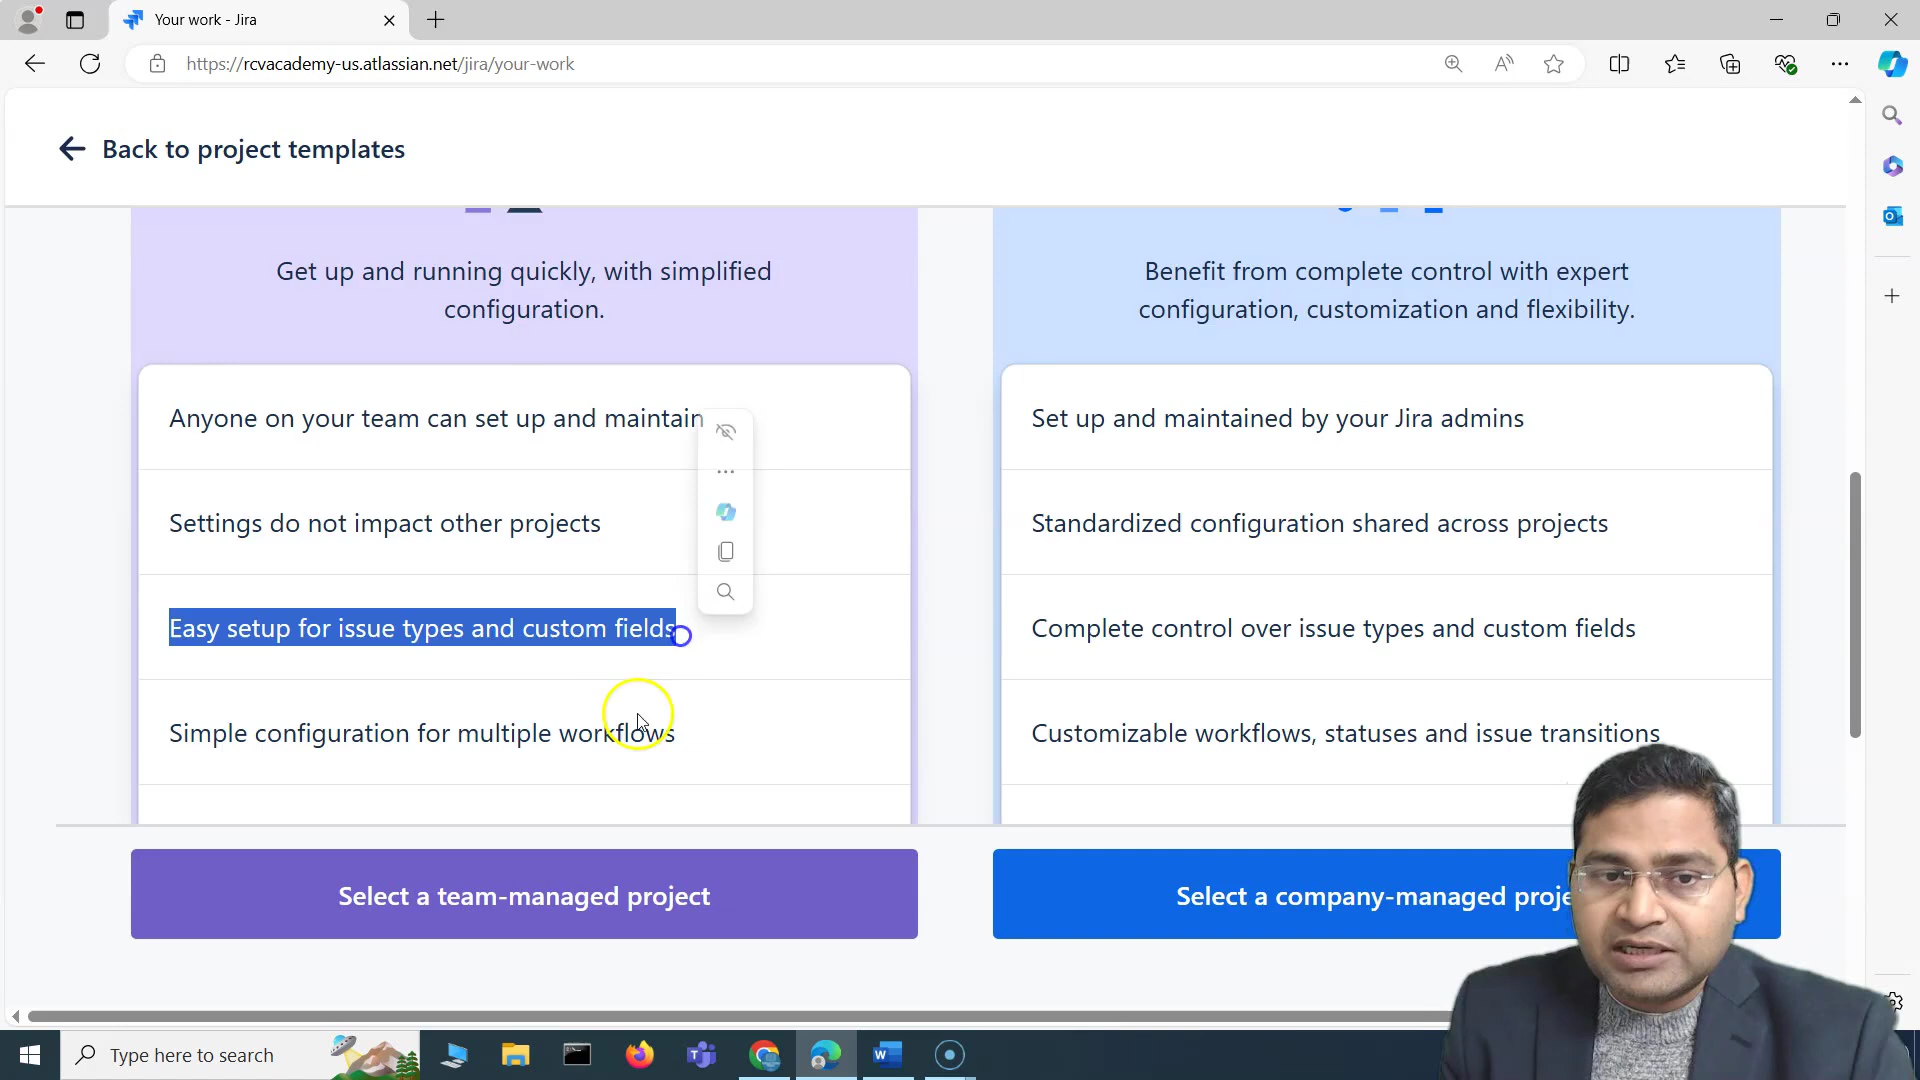 Your work - Jira
https://rcvacademy-us.atlassian.net/jira/your-work
Back to project templates
Get up and running quickly, with simplified
configuration.
Anyone on your team can set up and maintain
Settings do not impact other projects
Easy setup for issue types and custom fields
Simple configuration for multiple workflows
Select a team-managed project
Benefit from complete control with expert
configuration, customization and flexibility.
Set up and maintained by your Jira admins
Standardized configuration shared across projects
Complete control over issue types and custom fields
Customizable workflows, statuses and issue transitions
Select a company-managed proje
Type here to search